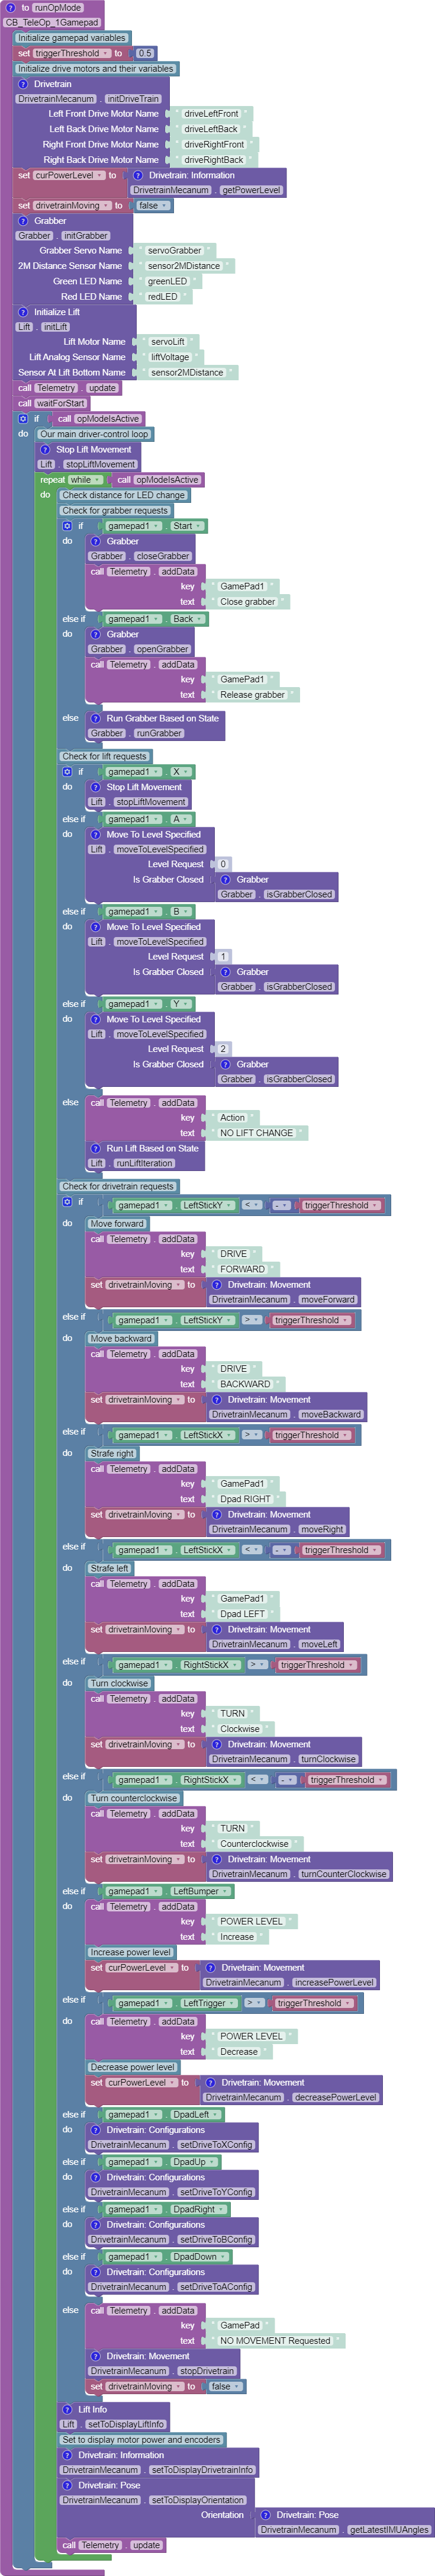 to runOpMode
CB_TeleOp_1Gamepad
Initialize gamepad variables
set triggerThreshold to 0.5
Initialize drive motors and their variables
Drivetrain
DrivetrainMecanum . initDriveTrain
Left Front Drive Motor Name " driveLeftFront "
Left Back Drive Motor Name " driveLeftBack "
Right Front Drive Motor Name " driveRightFront "
Right Back Drive Motor Name " driveRightBack "
set curPowerLevel to Drivetrain: Information
DrivetrainMecanum . getPowerLevel
set drivetrainMoving to false
Grabber
Grabber . initGrabber
Grabber Servo Name " servoGrabber "
2M Distance Sensor Name " sensor2MDistance "
Green LED Name " greenLED "
Red LED Name " redLED "
Initialize Lift
Lift . initLift
Lift Motor Name " servoLift "
Lift Analog Sensor Name " liftVoltage "
Sensor At Lift Bottom Name " sensor2MDistance "
call Telemetry . update
call waitForStart
if call opModeIsActive
do Our main driver-control loop
Stop Lift Movement
Lift . stopLiftMovement
repeat while call opModeIsActive
do Check distance for LED change
Check for grabber requests
if gamepad1 . Start
do Grabber
Grabber . closeGrabber
call Telemetry . addData
key " GamePad1 "
text " Close grabber "
else if gamepad1 . Back
do Grabber
Grabber . openGrabber
call Telemetry . addData
key " GamePad1 "
text " Release grabber "
else Run Grabber Based on State
Grabber . runGrabber
Check for lift requests
if gamepad1 . X
do Stop Lift Movement
Lift . stopLiftMovement
else if gamepad1 . A
do Move To Level Specified
Lift . moveToLevelSpecified
Level Request 0
Is Grabber Closed Grabber
Grabber . isGrabberClosed
else if gamepad1 . B
do Move To Level Specified
Lift . moveToLevelSpecified
Level Request 1
Is Grabber Closed Grabber
Grabber . isGrabberClosed
else if gamepad1 . Y
do Move To Level Specified
Lift . moveToLevelSpecified
Level Request 2
Is Grabber Closed Grabber
Grabber . isGrabberClosed
else call Telemetry . addData
key " Action "
text " NO LIFT CHANGE "
Run Lift Based on State
Lift . runLiftIteration
Check for drivetrain requests
if gamepad1 . LeftStickY < - triggerThreshold
do Move forward
call Telemetry . addData
key " DRIVE "
text " FORWARD "
set drivetrainMoving to Drivetrain: Movement
DrivetrainMecanum . moveForward
else if gamepad1 . LeftStickY > triggerThreshold
do Move backward
call Telemetry . addData
key " DRIVE "
text " BACKWARD "
set drivetrainMoving to Drivetrain: Movement
DrivetrainMecanum . moveBackward
else if gamepad1 . LeftStickX > triggerThreshold
do Strafe right
call Telemetry . addData
key " GamePad1 "
text " Dpad RIGHT "
set drivetrainMoving to Drivetrain: Movement
DrivetrainMecanum . moveRight
else if gamepad1 . LeftStickX < - triggerThreshold
do Strafe left
call Telemetry . addData
key " GamePad1 "
text " Dpad LEFT "
set drivetrainMoving to Drivetrain: Movement
DrivetrainMecanum . moveLeft
else if gamepad1 . RightStickX > triggerThreshold
do Turn clockwise
call Telemetry . addData
key " TURN "
text " Clockwise "
set drivetrainMoving to Drivetrain: Movement
DrivetrainMecanum . turnClockwise
else if gamepad1 . RightStickX < - triggerThreshold
do Turn counterclockwise
call Telemetry . addData
key " TURN "
text " Counterclockwise "
set drivetrainMoving to Drivetrain: Movement
DrivetrainMecanum . turnCounterClockwise
else if gamepad1 . LeftBumper
do call Telemetry . addData
key " POWER LEVEL "
text " Increase "
Increase power level
set curPowerLevel to Drivetrain: Movement
DrivetrainMecanum . increasePowerLevel
else if gamepad1 . LeftTrigger > triggerThreshold
do call Telemetry . addData
key " POWER LEVEL "
text " Decrease "
Decrease power level
set curPowerLevel to Drivetrain: Movement
DrivetrainMecanum . decreasePowerLevel
else if gamepad1 . DpadLeft
do Drivetrain: Configurations
DrivetrainMecanum . setDriveToXConfig
else if gamepad1 . DpadUp
do Drivetrain: Configurations
DrivetrainMecanum . setDriveToYConfig
else if gamepad1 . DpadRight
do Drivetrain: Configurations
DrivetrainMecanum . setDriveToBConfig
else if gamepad1 . DpadDown
do Drivetrain: Configurations
DrivetrainMecanum . setDriveToAConfig
else call Telemetry . addData
key " GamePad "
text " NO MOVEMENT Requested "
Drivetrain: Movement
DrivetrainMecanum . stopDrivetrain
set drivetrainMoving to false
Lift Info
Lift . setToDisplayLiftInfo
Set to display motor power and encoders
Drivetrain: Information
DrivetrainMecanum . setToDisplayDrivetrainInfo
Drivetrain: Pose
DrivetrainMecanum . setToDisplayOrientation
Orientation Drivetrain: Pose
DrivetrainMecanum . getLatestIMUAngles
call Telemetry . update